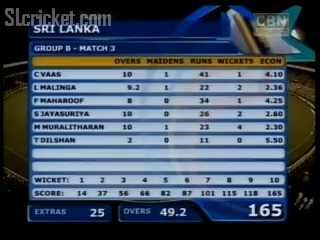 SLcricket.com
SRI LANKA
CBN
GROUP B - MATCH 3
OVERS MAIDENS RUNS WICKETS ECON
C VAAS 10 1 41 1 4.10
L MALINGA 9.2 1 22 2 2.36
F MAHAROOF 8 0 34 1 4.25
S JAYASURIYA 10 0 26 2 2.60
M MURALITHARAN 10 1 23 4 2.30
T DILSHAN 2 0 11 0 5.50
WICKET: 1 2 3 4 5 6 7 8 9 10
SCORE: 14 37 56 66 82 87 101 115 118 165
EXTRAS 25 OVERS 49.2 165